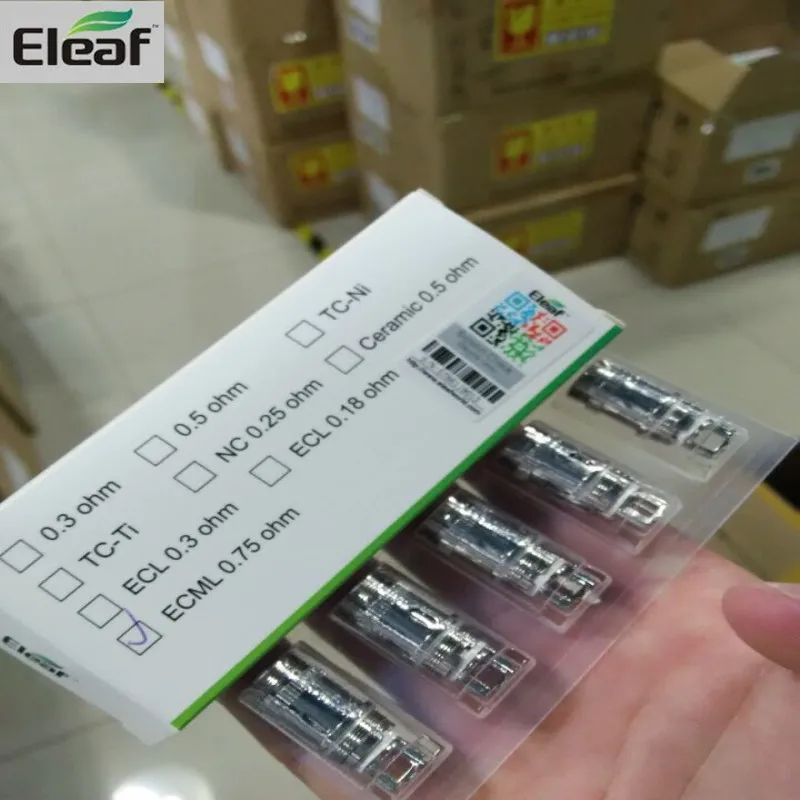 Eleaf™
0.3 ohm
0.5 ohm
TC-Ni
TC-Ti
NC 0.25 ohm
Ceramic 0.5 ohm
ECL 0.3 ohm
ECL 0.18 ohm
ECML 0.75 ohm
Eleaf
Eleaf